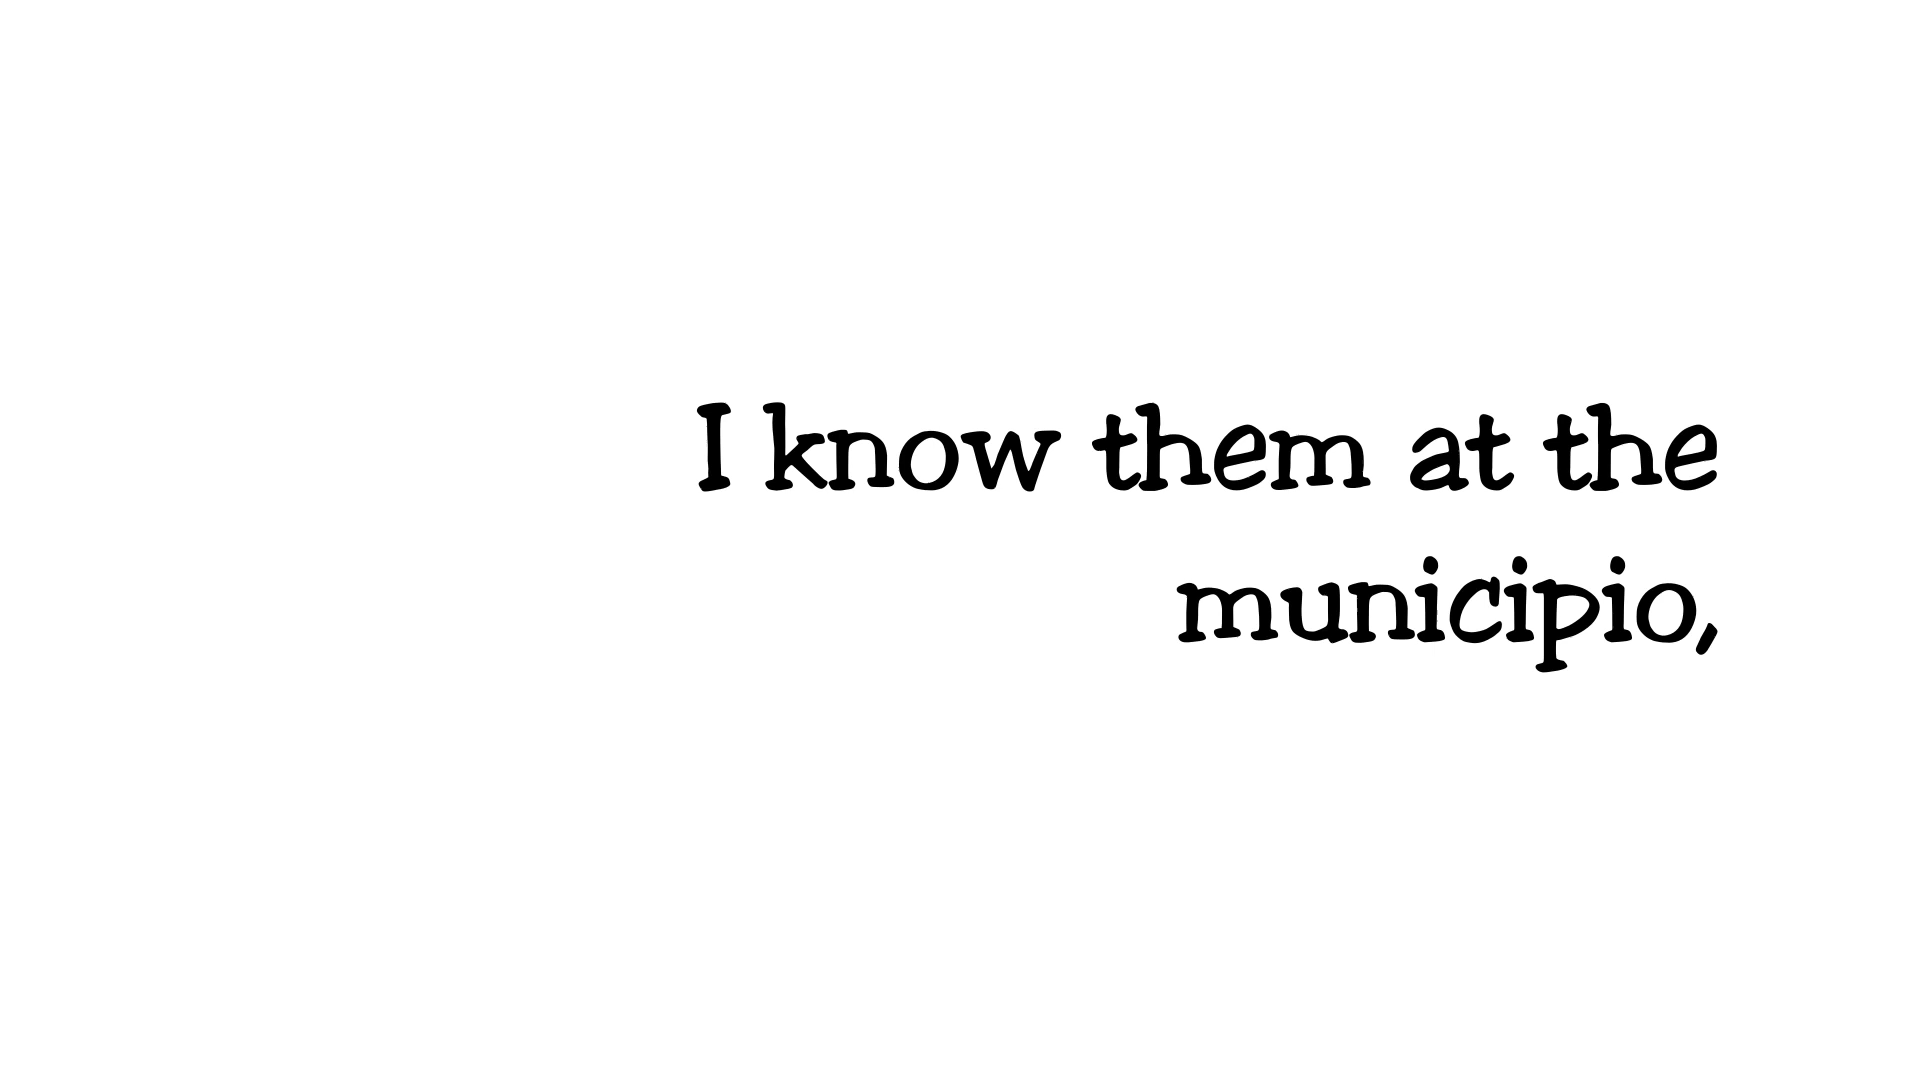 I know them at the
municipio,